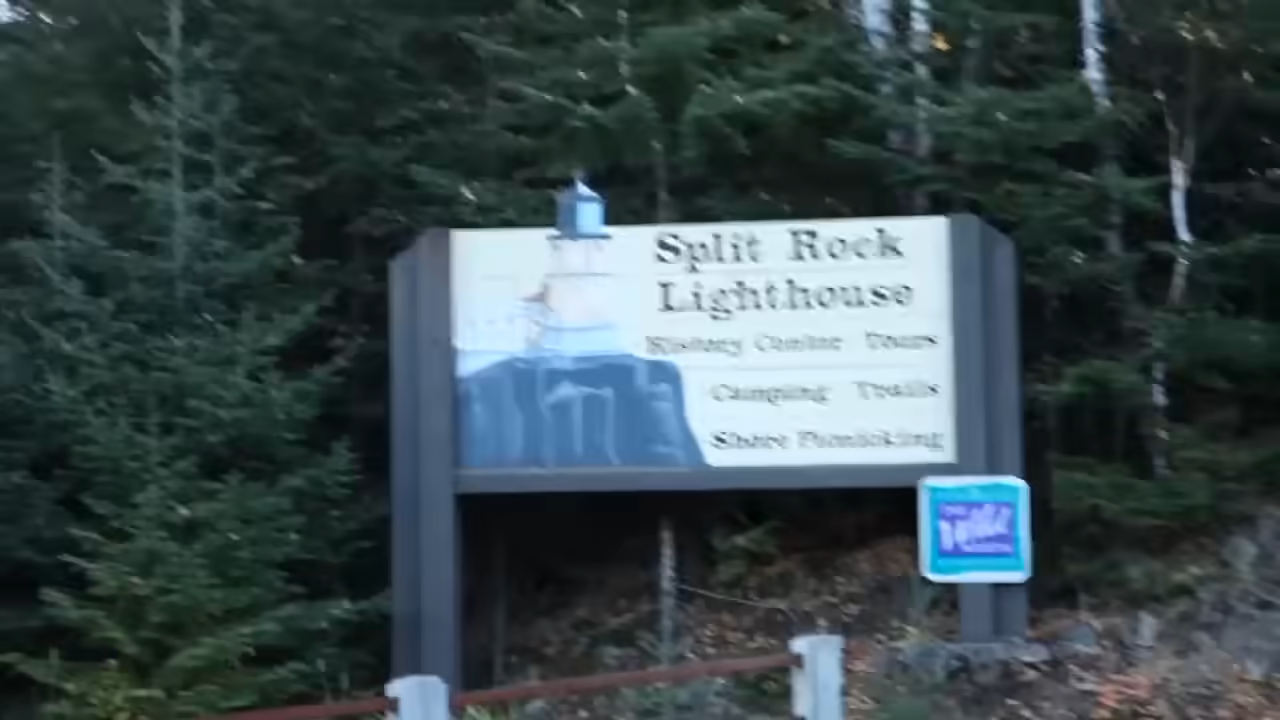 Split Rock
Lighthouse
History Center Tours
Camping Trails
Shore Picnicking